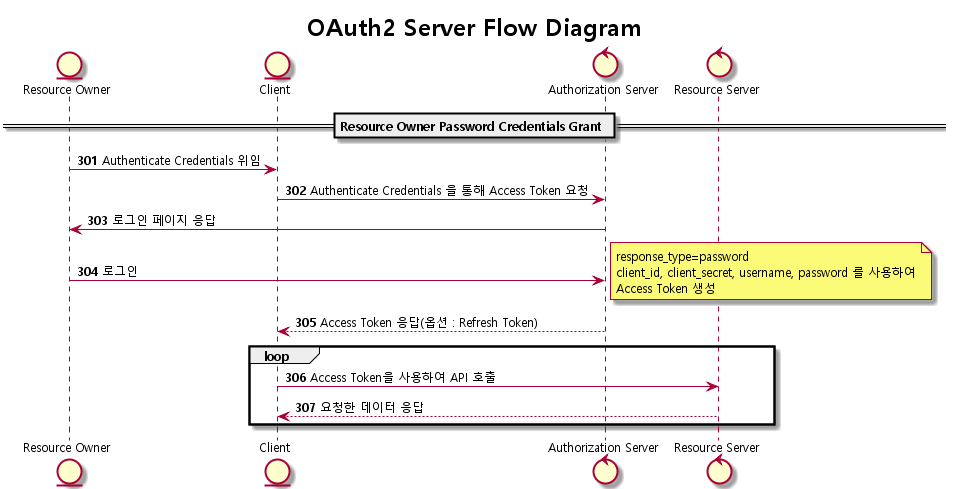 OAuth2 Server Flow Diagram
Resource Owner
Client
Authorization Server
Resource Server
Resource Owner Password Credentials Grant
301 Authenticate Credentials 위임
302 Authenticate Credentials 을 통해 Access Token 요청
303 로그인 페이지 응답
304 로그인
response_type=password
client_id, client_secret, username, password 를 사용하여
Access Token 생성
305 Access Token 응답(옵션 : Refresh Token)
loop
306 Access Token을 사용하여 API 호출
307 요청한 데이터 응답
Resource Owner
Client
Authorization Server
Resource Server